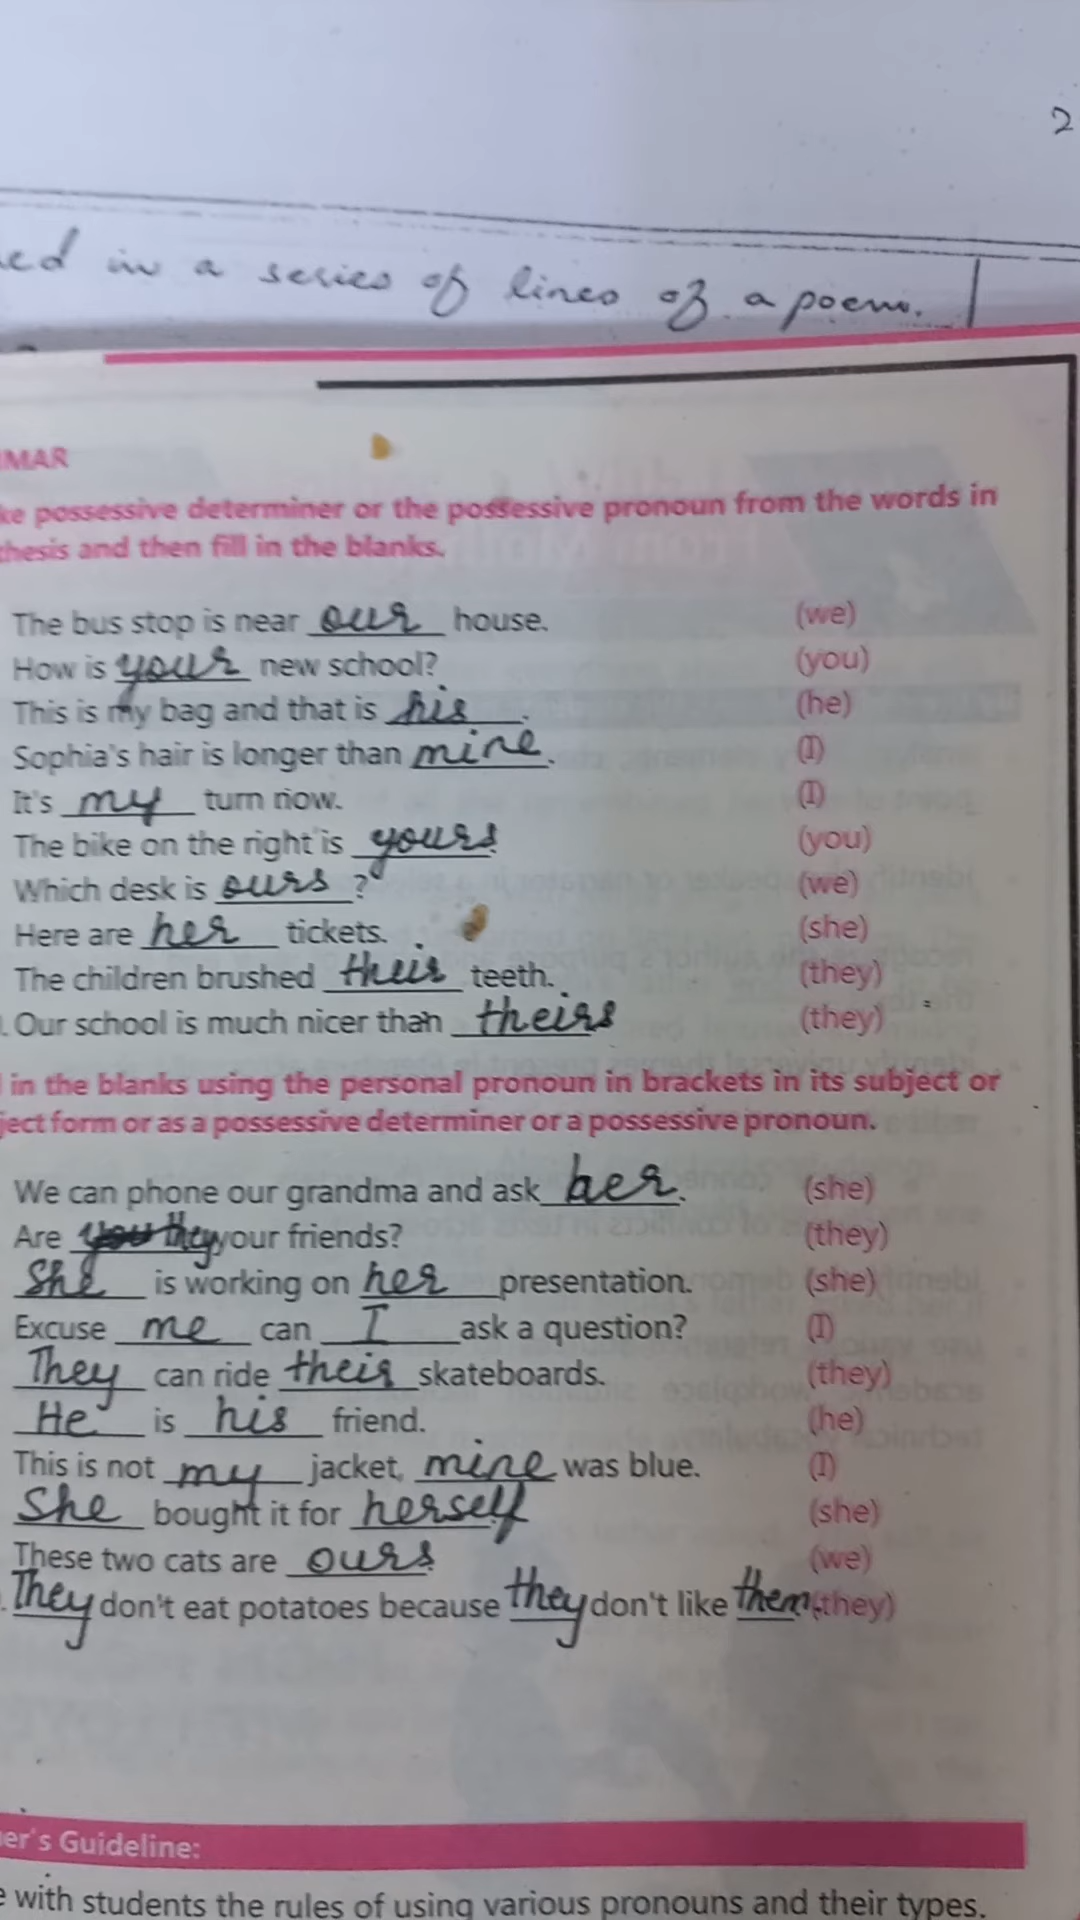 2
ed in a series of lines of a poem.
MAR
ke possessive determiner or the possessive pronoun from the words in
thesis and then fill in the blanks.
The bus stop is near our house. (we)
How is your new school? (you)
This is my bag and that is his. (he)
Sophia's hair is longer than mine. (I)
It's my turn now. (I)
The bike on the right is yours. (you)
Which desk is ours? (we)
Here are her tickets. (she)
The children brushed their teeth. (they)
. Our school is much nicer than theirs (they)
in the blanks using the personal pronoun in brackets in its subject or
ject form or as a possessive determiner or a possessive pronoun.
We can phone our grandma and ask her. (she)
Are they your friends? (they)
She is working on her presentation. (she)
Excuse me can I ask a question? (I)
They can ride their skateboards. (they)
He is his friend. (he)
This is not my jacket, mine was blue. (I)
She bought it for herself. (she)
These two cats are ours. (we)
. They don't eat potatoes because they don't like them. (they)
er's Guideline:
e with students the rules of using various pronouns and their types.